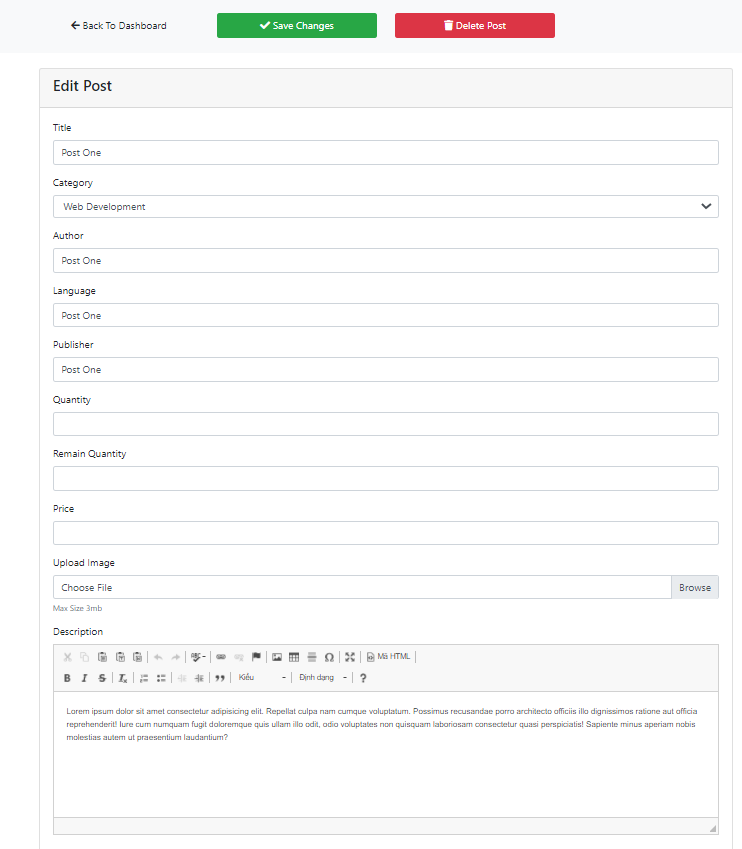 Back To Dashboard Save Changes Delete Post
Edit Post
Title
Post One
Category
Web Development
Author
Post One
Language
Post One
Publisher
Post One
Quantity
Remain Quantity
Price
Upload Image
Choose File Browse
Max Size 3mb
Description
Mã HTML
B I S Kiểu Định dạng ?
Lorem ipsum dolor sit amet consectetur adipisicing elit. Repellat culpa nam cumque voluptatum. Possimus recusandae porro architecto officiis illo dignissimos ratione aut officia
reprehenderit! Iure cum numquam fugit doloremque quis ullam illo odit, odio voluptates non quisquam laboriosam consectetur quasi perspiciatis! Sapiente minus aperiam nobis
molestias autem ut praesentium laudantium?